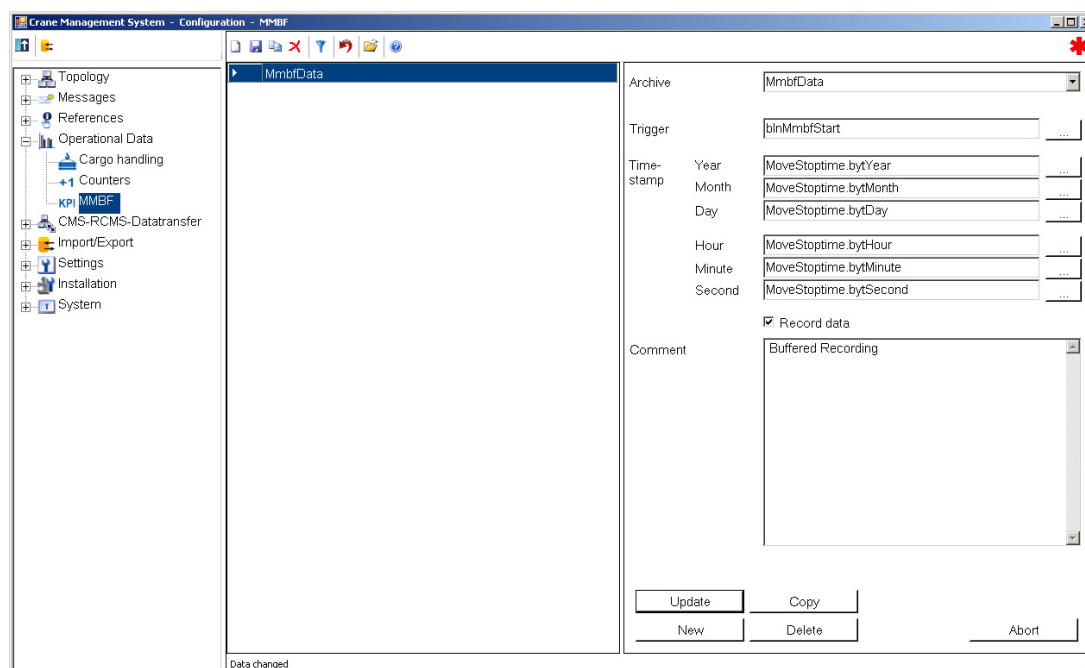 Crane Management System - Configuration - MMBF
Topology
Messages
References
Operational Data
Cargo handling
+1 Counters
KPI MMBF
CMS-RCMS-Datatransfer
Import/Export
Settings
Installation
System
MmbfData
Archive MmbfData
Trigger blnMmbfStart ...
Time- Year MoveStoptime.bytYear ...
stamp Month MoveStoptime.bytMonth ...
Day MoveStoptime.bytDay ...
Hour MoveStoptime.bytHour ...
Minute MoveStoptime.bytMinute ...
Second MoveStoptime.bytSecond ...
Record data
Comment Buffered Recording
Update Copy
New Delete Abort
Data changed